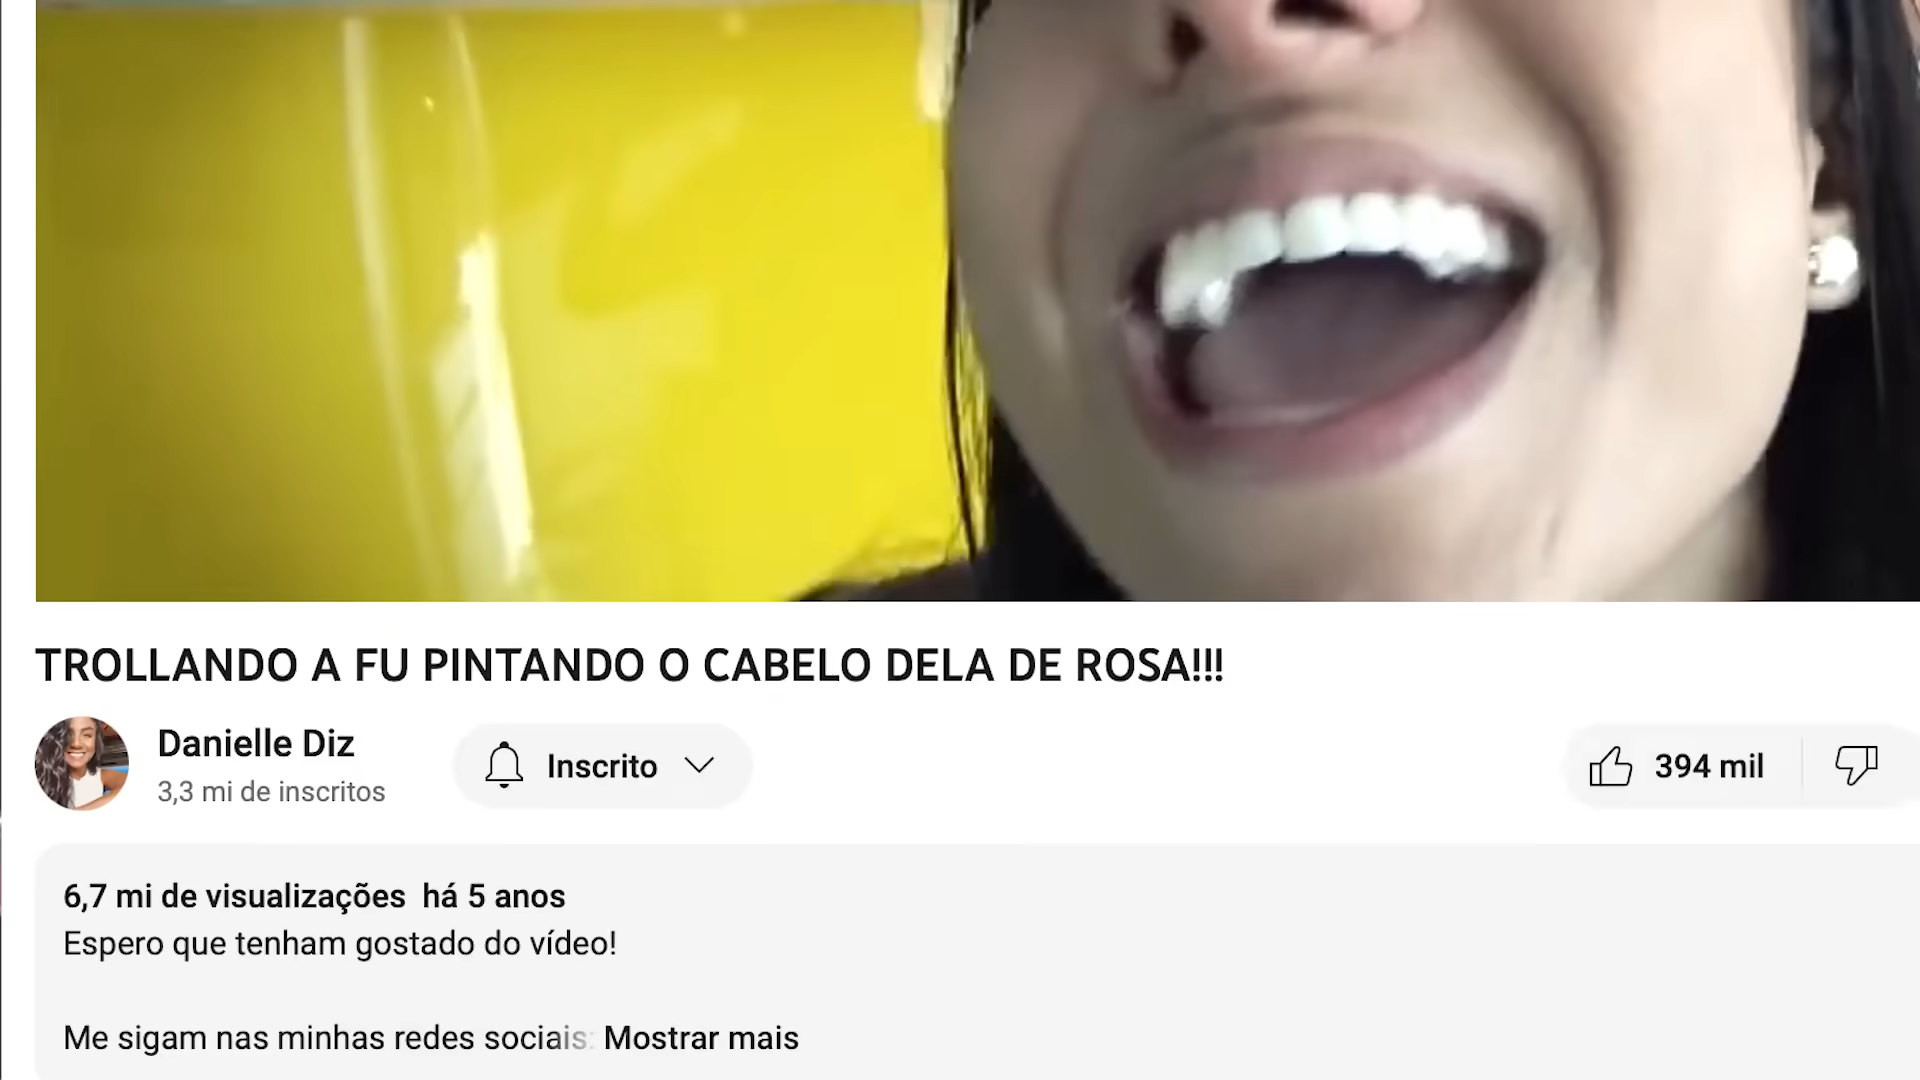 TROLLANDO A FU PINTANDO O CABELO DELA DE ROSA!!!
Danielle Diz
3,3 mi de inscritos
Inscrito
394 mil
6,7 mi de visualizações há 5 anos
Espero que tenham gostado do vídeo!
Me sigam nas minhas redes sociais: Mostrar mais